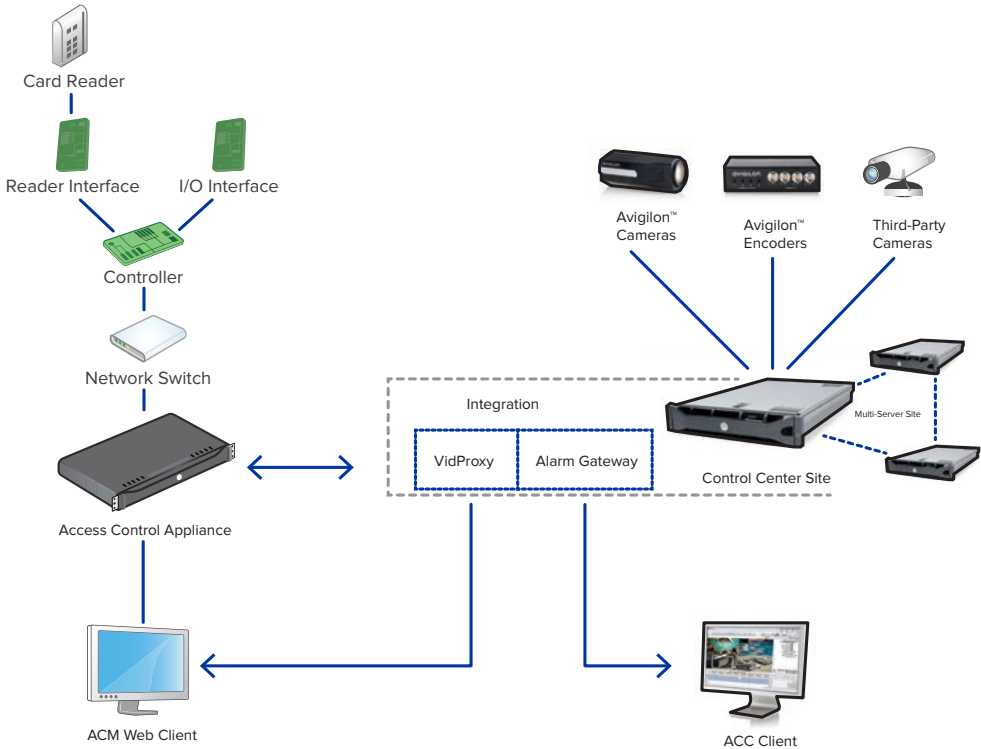 Card Reader
Reader Interface
I/O Interface
Controller
Network Switch
Access Control Appliance
ACM Web Client
Avigilon™
Cameras
AVIGILON
Avigilon™
Encoders
Third-Party
Cameras
Integration
VidProxy
Alarm Gateway
Control Center Site
Multi-Server Site
ACC Client